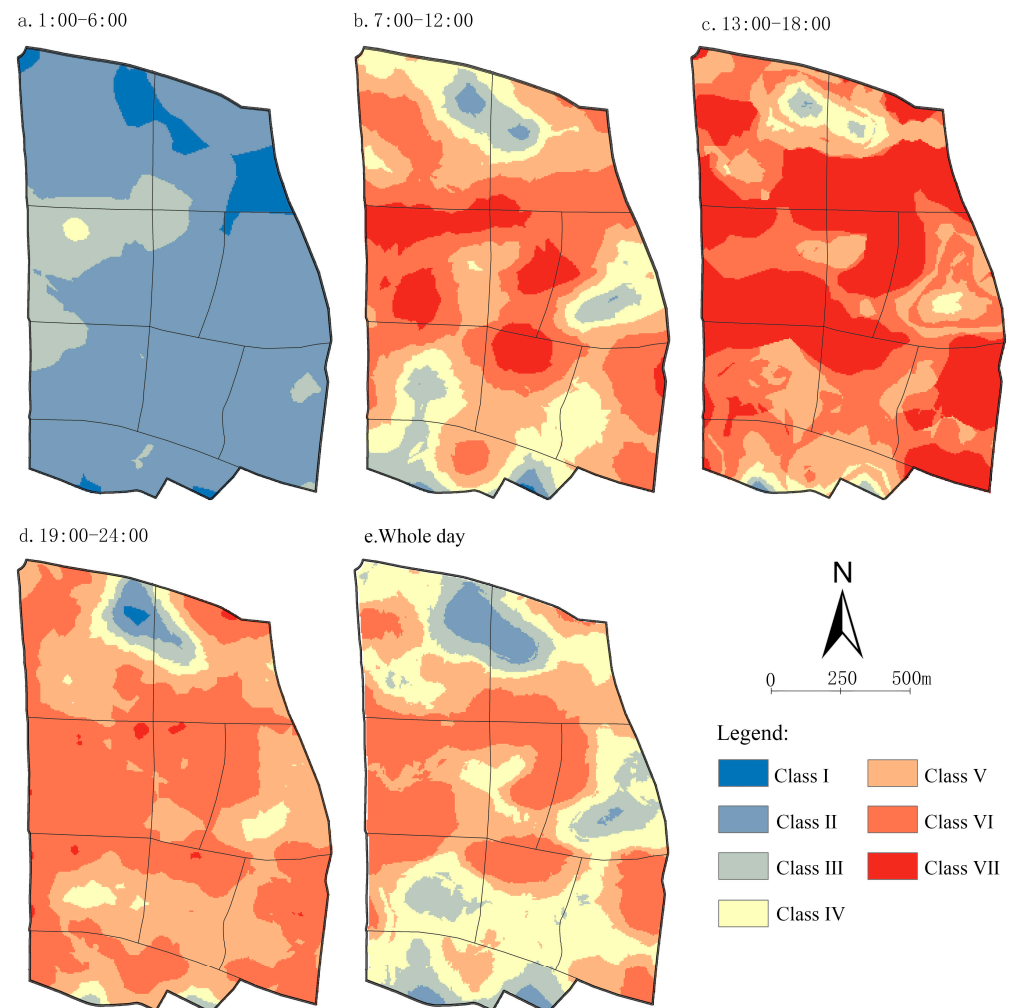 a. 1:00-6:00
b. 7:00-12:00
c. 13:00-18:00
d. 19:00-24:00
e.Whole day
N
0 250 500m
Legend:
Class I
Class V
Class II
Class VI
Class III
Class VII
Class IV